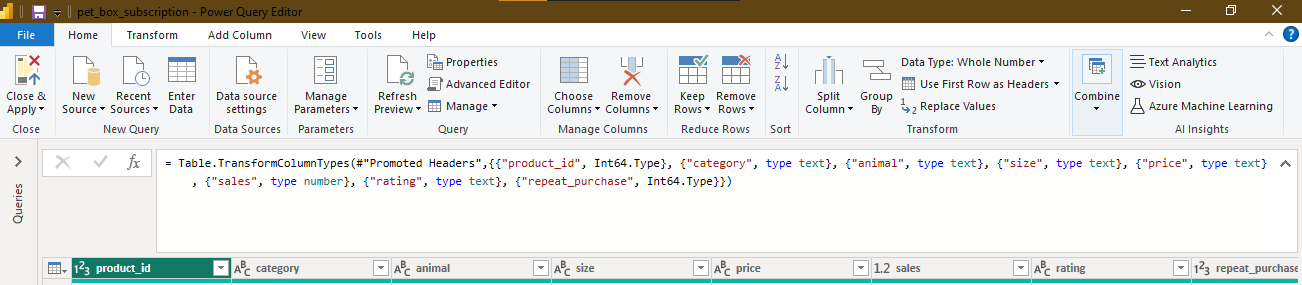 pet_box_subscription - Power Query Editor
File Home Transform Add Column View Tools Help
Close & Apply
New Source
Recent Sources
Enter Data
Data source settings
Manage Parameters
Refresh Preview
Properties
Advanced Editor
Manage
Choose Columns
Remove Columns
Keep Rows
Remove Rows
Split Column
Group By
Data Type: Whole Number
Use First Row as Headers
Replace Values
Combine
Text Analytics
Vision
Azure Machine Learning
Close New Query Data Sources Parameters Query Manage Columns Reduce Rows Sort Transform AI Insights
Queries
fx
= Table.TransformColumnTypes(#"Promoted Headers",{{"product_id", Int64.Type}, {"category", type text}, {"animal", type text}, {"size", type text}, {"price", type text}
, {"sales", type number}, {"rating", type text}, {"repeat_purchase", Int64.Type}})
123 product_id ABC category ABC animal ABC size ABC price 1.2 sales ABC rating 123 repeat_purchase